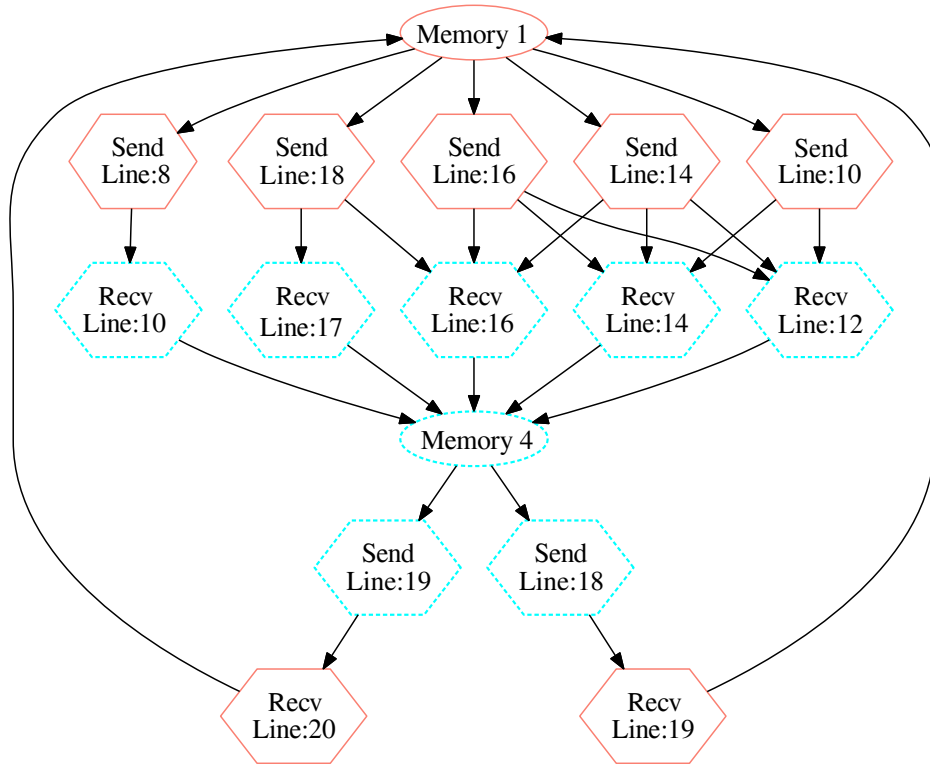 Memory 1
Send
Line:8
Send
Line:18
Send
Line:16
Send
Line:14
Send
Line:10
Recv
Line:10
Recv
Line:17
Recv
Line:16
Recv
Line:14
Recv
Line:12
Memory 4
Send
Line:19
Send
Line:18
Recv
Line:20
Recv
Line:19